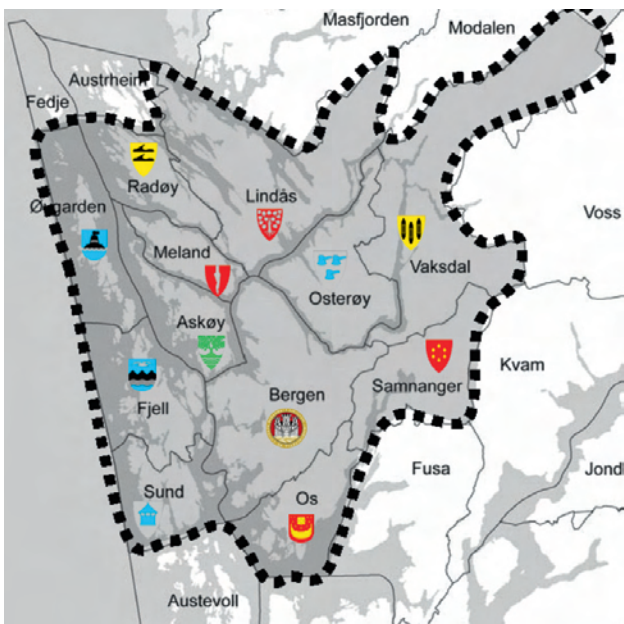 Masfjorden
Modalen
Austrheim
Fedje
Radøy
Lindås
Øygarden
Voss
Meland
Vaksdal
Osterøy
Askøy
Kvam
Samnanger
Bergen
Fjell
Fusa
Jond
Sund
Os
Austevoll